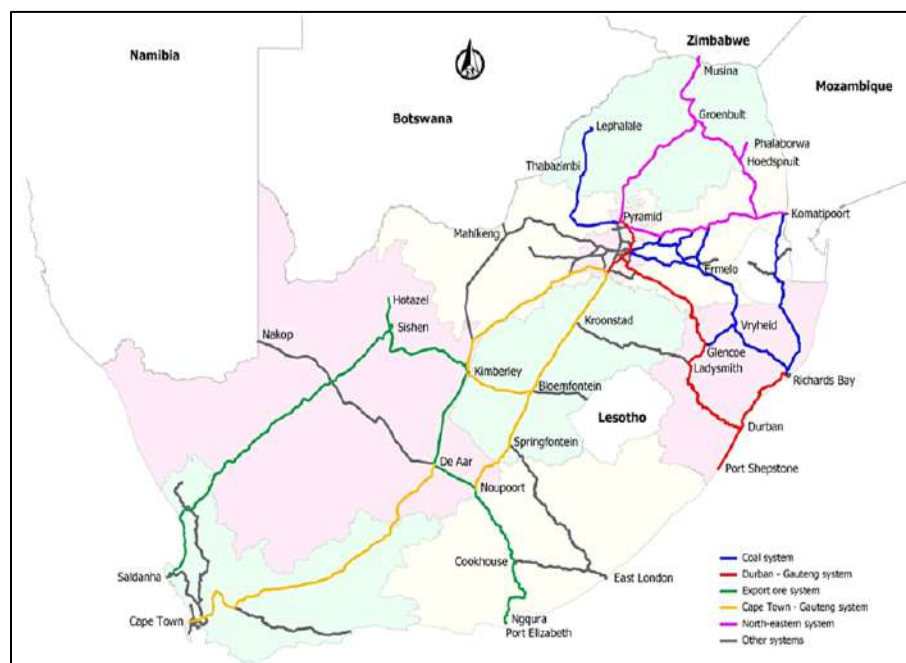 Zimbabwe
Namibia
Musina
Mozambique
Botswana
Groenbult
Lephalale
Phalaborwa
Hoedspruit
Thabazimbi
Pyramid
Komatipoort
Mahikeng
Ermelo
Hotazel
Sishen
Kroonstad
Vryheid
Nakop
Glencoe
Ladysmith
Kimberley
Richards Bay
Bloemfontein
Lesotho
Durban
Springfontein
De Aar
Port Shepstone
Noupoort
Cookhouse
Saldanha
East London
Cape Town
Ngqura
Port Elizabeth
Coal system
Durban - Gauteng system
Export ore system
Cape Town - Gauteng system
North-eastern system
Other systems